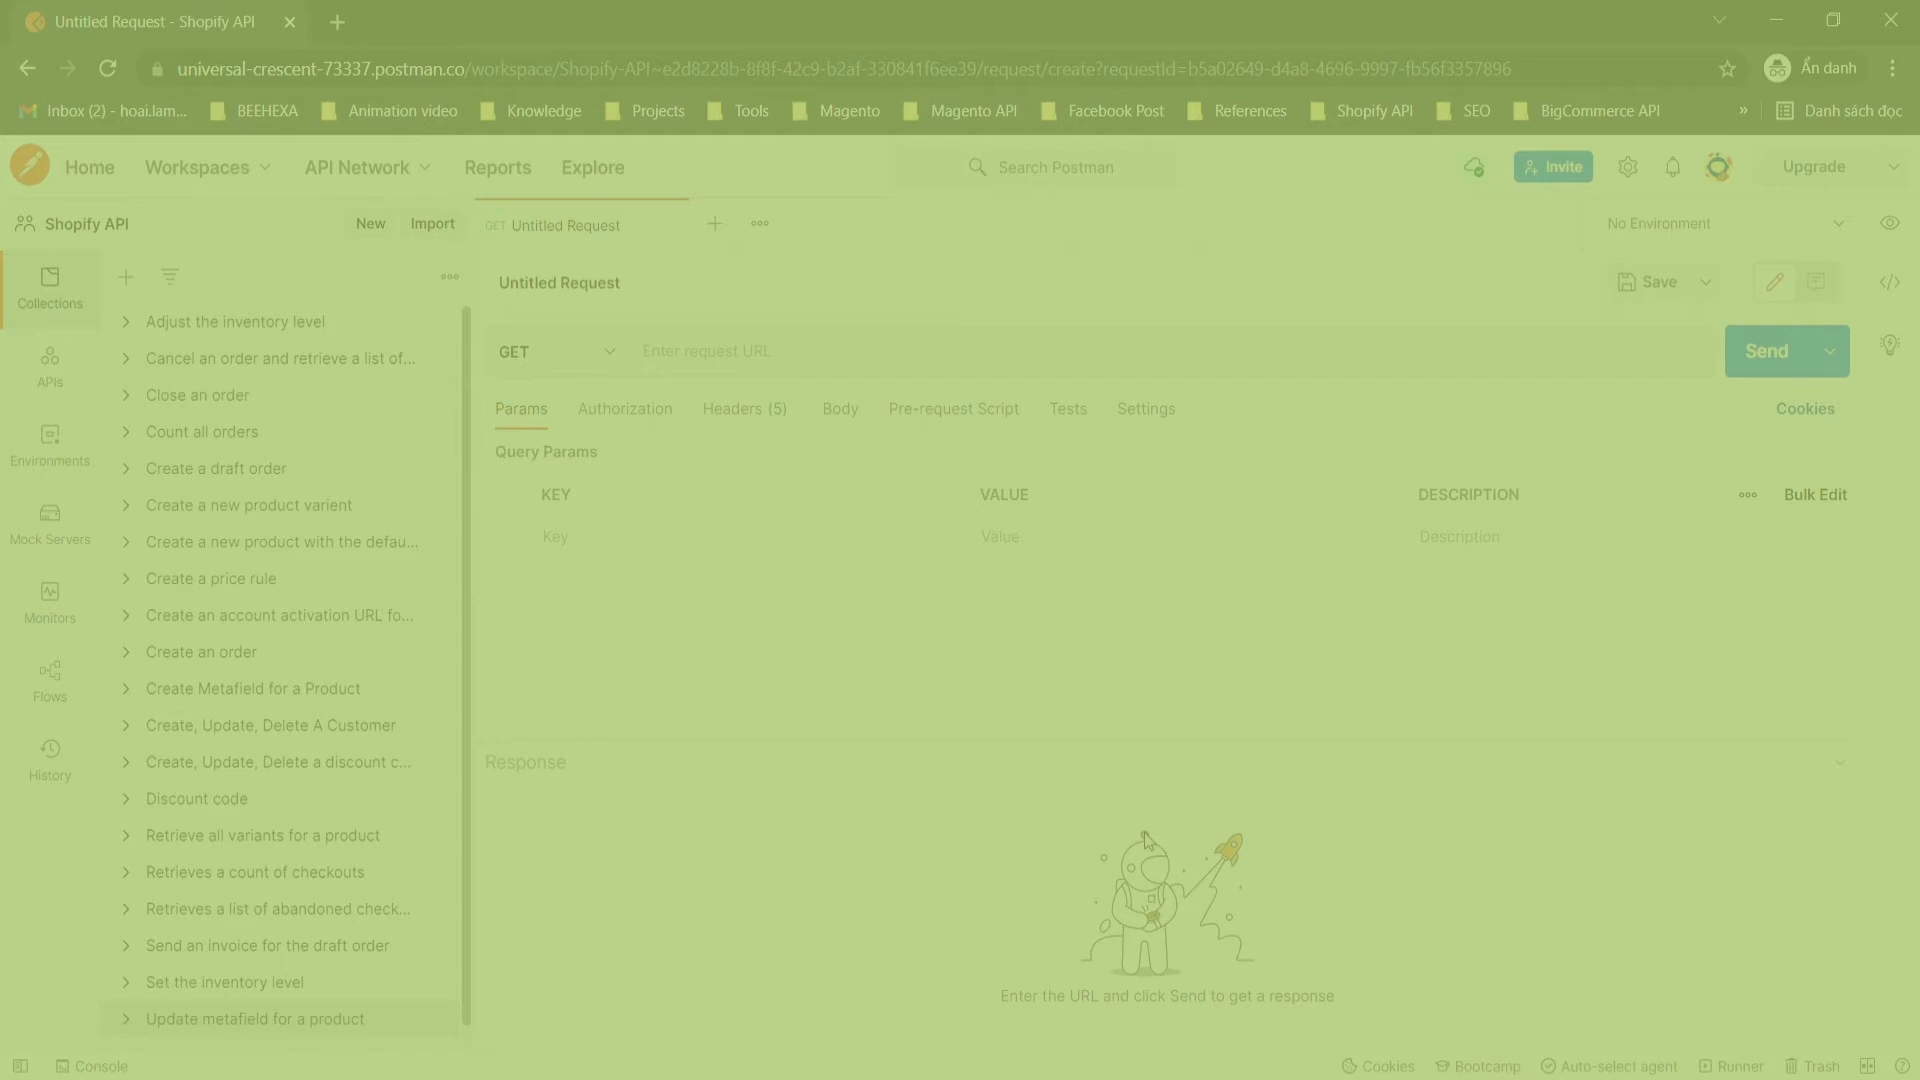 Untitled Request - Shopify API
universal-crescent-73337.postman.co/workspace/Shopify-API~e2d8228b-8f8f-42c9-b2af-330841f6ee39/request/create?requestId=b5a02649-d4a8-4696-9997-fb56f3357896
Ẩn danh
Inbox (2) - hoai.lam... BEEHEXA Animation video Knowledge Projects Tools Magento Magento API Facebook Post References Shopify API SEO BigCommerce API » Danh sách đọc
Home Workspaces API Network Reports Explore Search Postman Invite Upgrade
Shopify API New Import GET Untitled Request No Environment
Untitled Request Save
Collections
APIs
Environments
Mock Servers
Monitors
Flows
History
Adjust the inventory level
Cancel an order and retrieve a list of...
Close an order
Count all orders
Create a draft order
Create a new product varient
Create a new product with the defau...
Create a price rule
Create an account activation URL fo...
Create an order
Create Metafield for a Product
Create, Update, Delete A Customer
Create, Update, Delete a discount c...
Discount code
Retrieve all variants for a product
Retrieves a count of checkouts
Retrieves a list of abandoned check...
Send an invoice for the draft order
Set the inventory level
Update metafield for a product
GET Enter request URL Send
Params Authorization Headers (5) Body Pre-request Script Tests Settings Cookies
Query Params
KEY VALUE DESCRIPTION Bulk Edit
Key Value Description
Response
Enter the URL and click Send to get a response
Console Cookies Bootcamp Auto-select agent Runner Trash